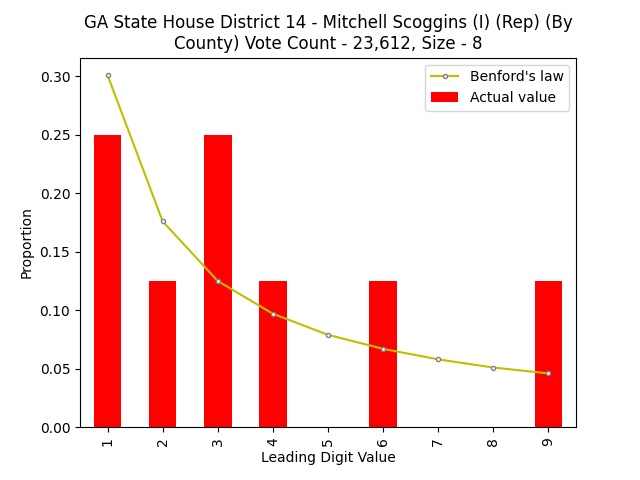 GA State House District 14 - Mitchell Scoggins (I) (Rep) (By
County) Vote Count - 23,612, Size - 8
Benford's law
Actual value
0.30
0.25
0.20
0.15
0.10
0.05
0.00
Proportion
1 2 3 4 5 6 7 8 9
Leading Digit Value